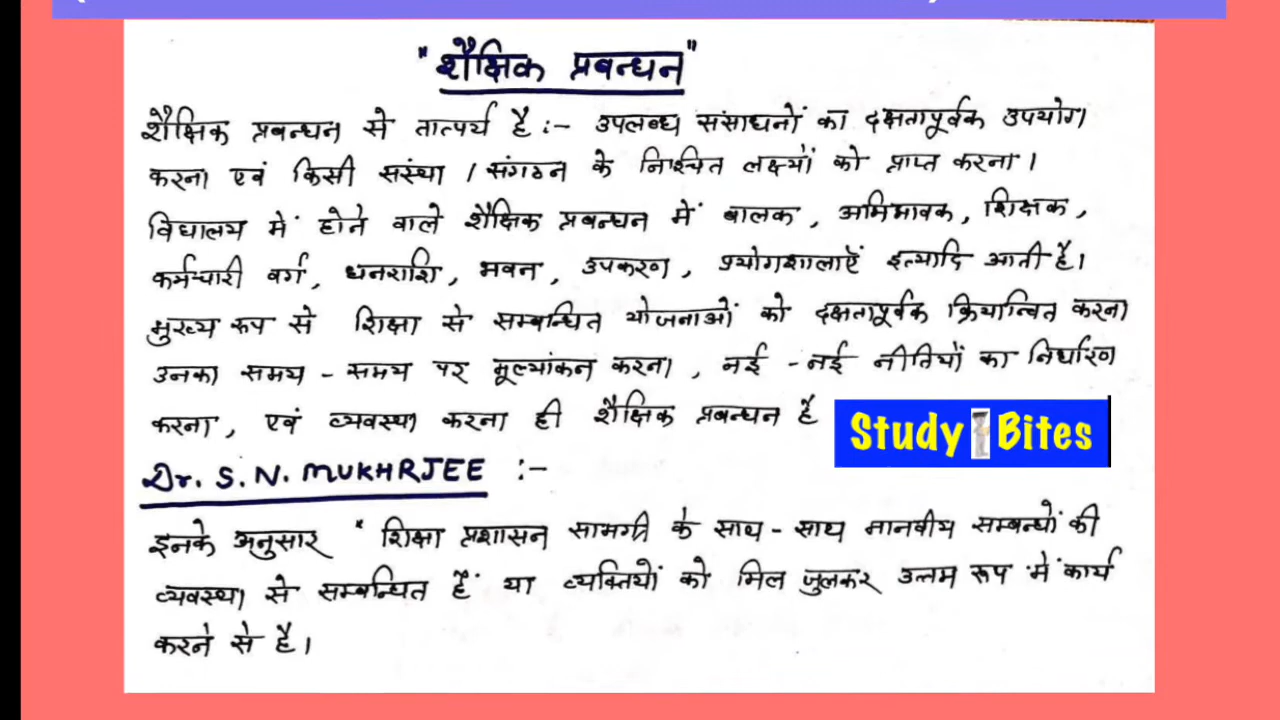 "शैक्षिक प्रबन्धन"
शैक्षिक प्रबन्धन से तात्पर्य है :- उपलब्ध संसाधनों का दक्षतापूर्वक उपयोग
करना एवं किसी संस्था / संगठन के निश्चित लक्ष्यों को प्राप्त करना।
विद्यालय में होने वाले शैक्षिक प्रबन्धन में बालक, अभिभावक, शिक्षक,
कर्मचारी वर्ग, धनराशि, भवन, उपकरण, प्रयोगशालाएँ इत्यादि आती है।
मुख्य रूप से शिक्षा से सम्बन्धित योजनाओं को दक्षतापूर्वक क्रियान्वित करना
उनका समय - समय पर मूल्यांकन करना, नई - नई नीतियों का निर्धारण
करना, एवं व्यवस्था करना ही शैक्षिक प्रबन्धन है
Study Bites
Dr. S. N. MUKHRJEE :-
इनके अनुसार " शिक्षा प्रशासन सामग्री के साथ - साथ मानवीय सम्बन्धों की
व्यवस्था से सम्बन्धित हैं या व्यक्तियों को मिल जुलकर उत्तम रूप में कार्य
करने से है।